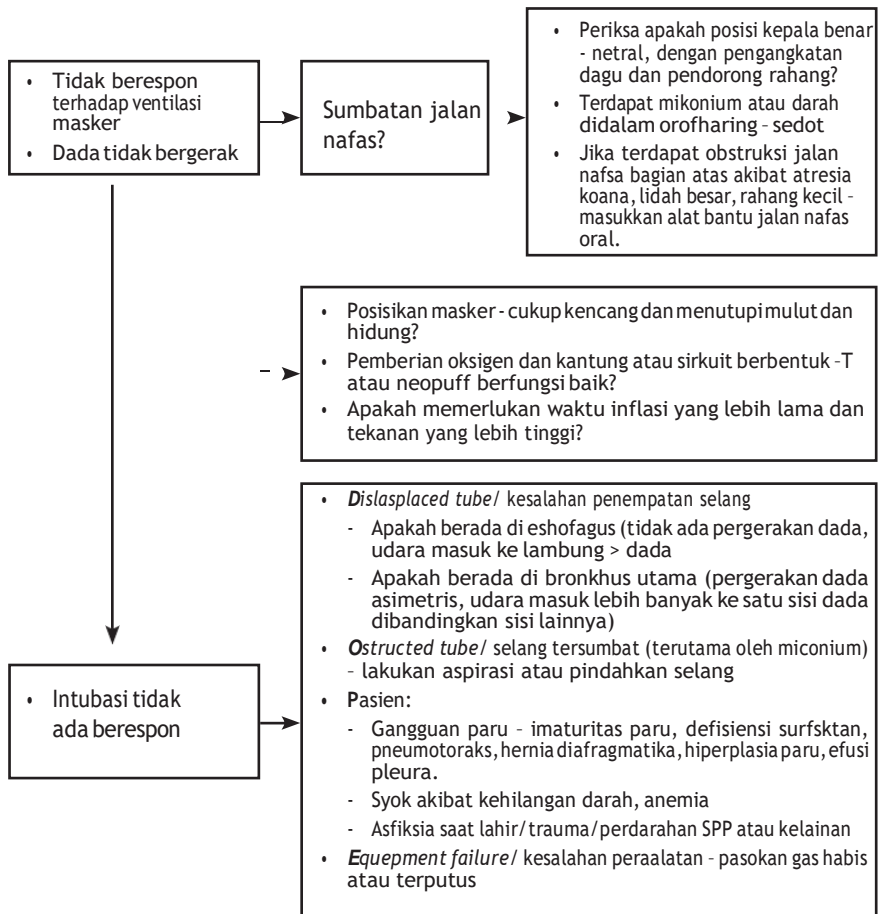 • Tidak berespon
terhadap ventilasi
masker
• Dada tidak bergerak
Sumbatan jalan
nafas?
• Periksa apakah posisi kepala benar
- netral, dengan pengangkatan
dagu dan pendorong rahang?
• Terdapat mikonium atau darah
didalam orofharing – sedot
• Jika terdapat obstruksi jalan
nafsa bagian atas akibat atresia
koana, lidah besar, rahang kecil –
masukkan alat bantu jalan nafas
oral.
• Posisikan masker - cukup kencang dan menutupi mulut dan
hidung?
• Pemberian oksigen dan kantung atau sirkuit berbentuk –T
atau neopuff berfungsi baik?
• Apakah memerlukan waktu inflasi yang lebih lama dan
tekanan yang lebih tinggi?
• Intubasi tidak
ada berespon
• Dislasplaced tube/ kesalahan penempatan selang
- Apakah berada di eshofagus (tidak ada pergerakan dada,
udara masuk ke lambung > dada
- Apakah berada di bronkhus utama (pergerakan dada
asimetris, udara masuk lebih banyak ke satu sisi dada
dibandingkan sisi lainnya)
• Ostructed tube/ selang tersumbat (terutama oleh miconium)
– lakukan aspirasi atau pindahkan selang
• Pasien:
- Gangguan paru – imaturitas paru, defisiensi surfsktan,
pneumotoraks, hernia diafragmatika, hiperplasia paru, efusi
pleura.
- Syok akibat kehilangan darah, anemia
- Asfiksia saat lahir/trauma/perdarahan SPP atau kelainan
• Equepment failure/ kesalahan peraalatan – pasokan gas habis
atau terputus